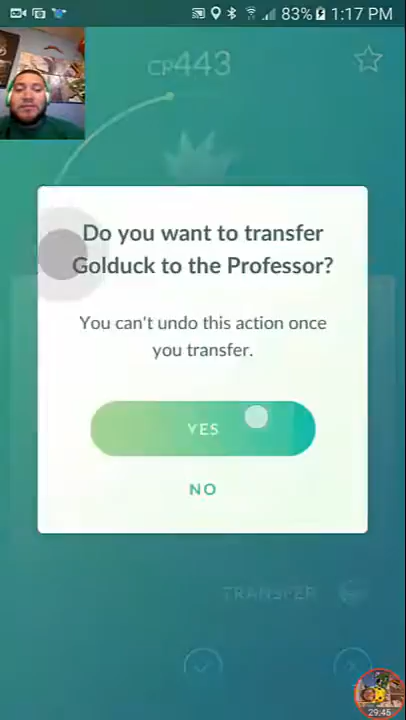 83% 1:17 PM
CP443
Do you want to transfer
Golduck to the Professor?
You can't undo this action once
you transfer.
YES
NO
TRANSFER
29:45